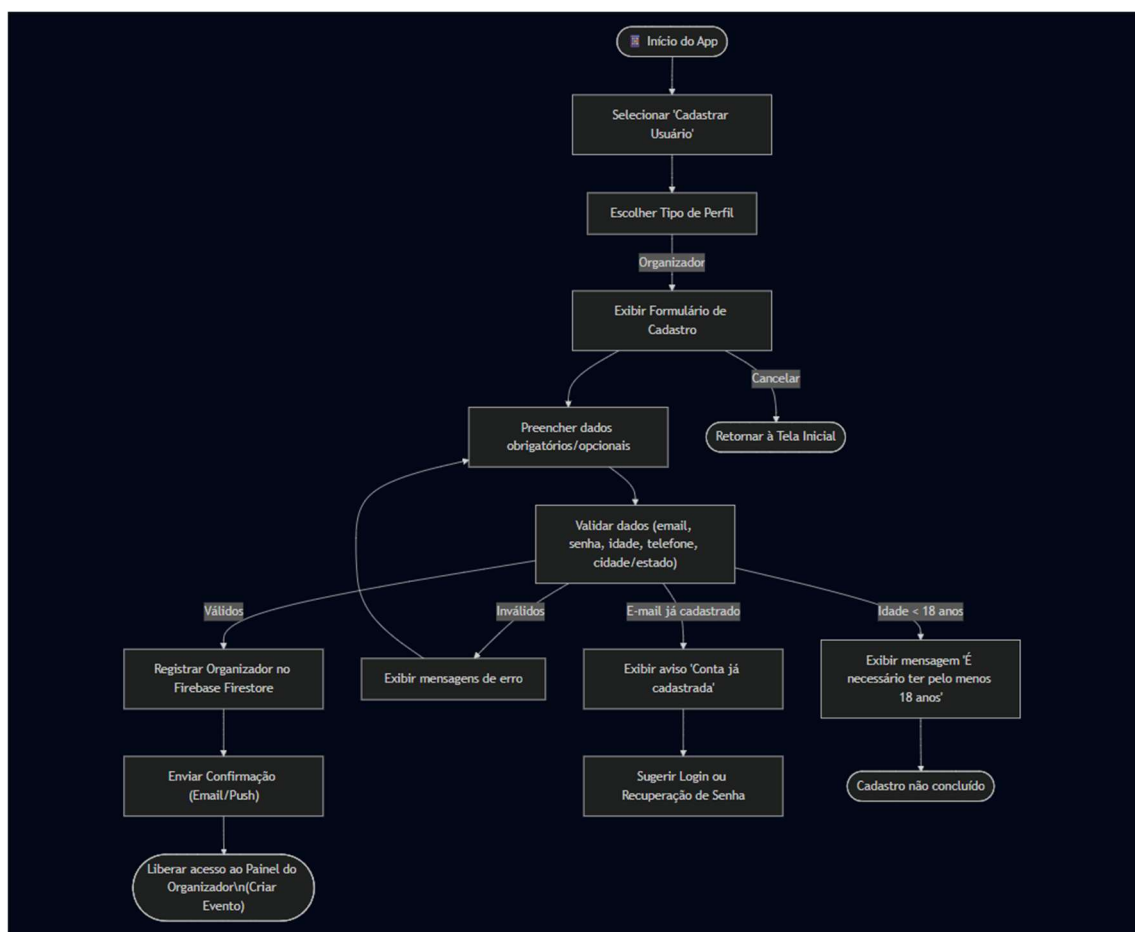 Início do App
Selecionar 'Cadastrar
Usuário'
Escolher Tipo de Perfil
Organizador
Exibir Formulário de
Cadastro
Cancelar
Preencher dados
obrigatórios/opcionais
Retornar à Tela Inicial
Validar dados (email,
senha, idade, telefone,
cidade/estado)
Válidos
Inválidos
E-mail já cadastrado
Idade < 18 anos
Registrar Organizador no
Firebase Firestore
Exibir mensagens de erro
Exibir aviso 'Conta já
cadastrada'
Exibir mensagem 'É
necessário ter pelo menos
18 anos'
Enviar Confirmação
(Email/Push)
Sugerir Login ou
Recuperação de Senha
Cadastro não concluído
Liberar acesso ao Painel do
Organizador\n(Criar
Evento)